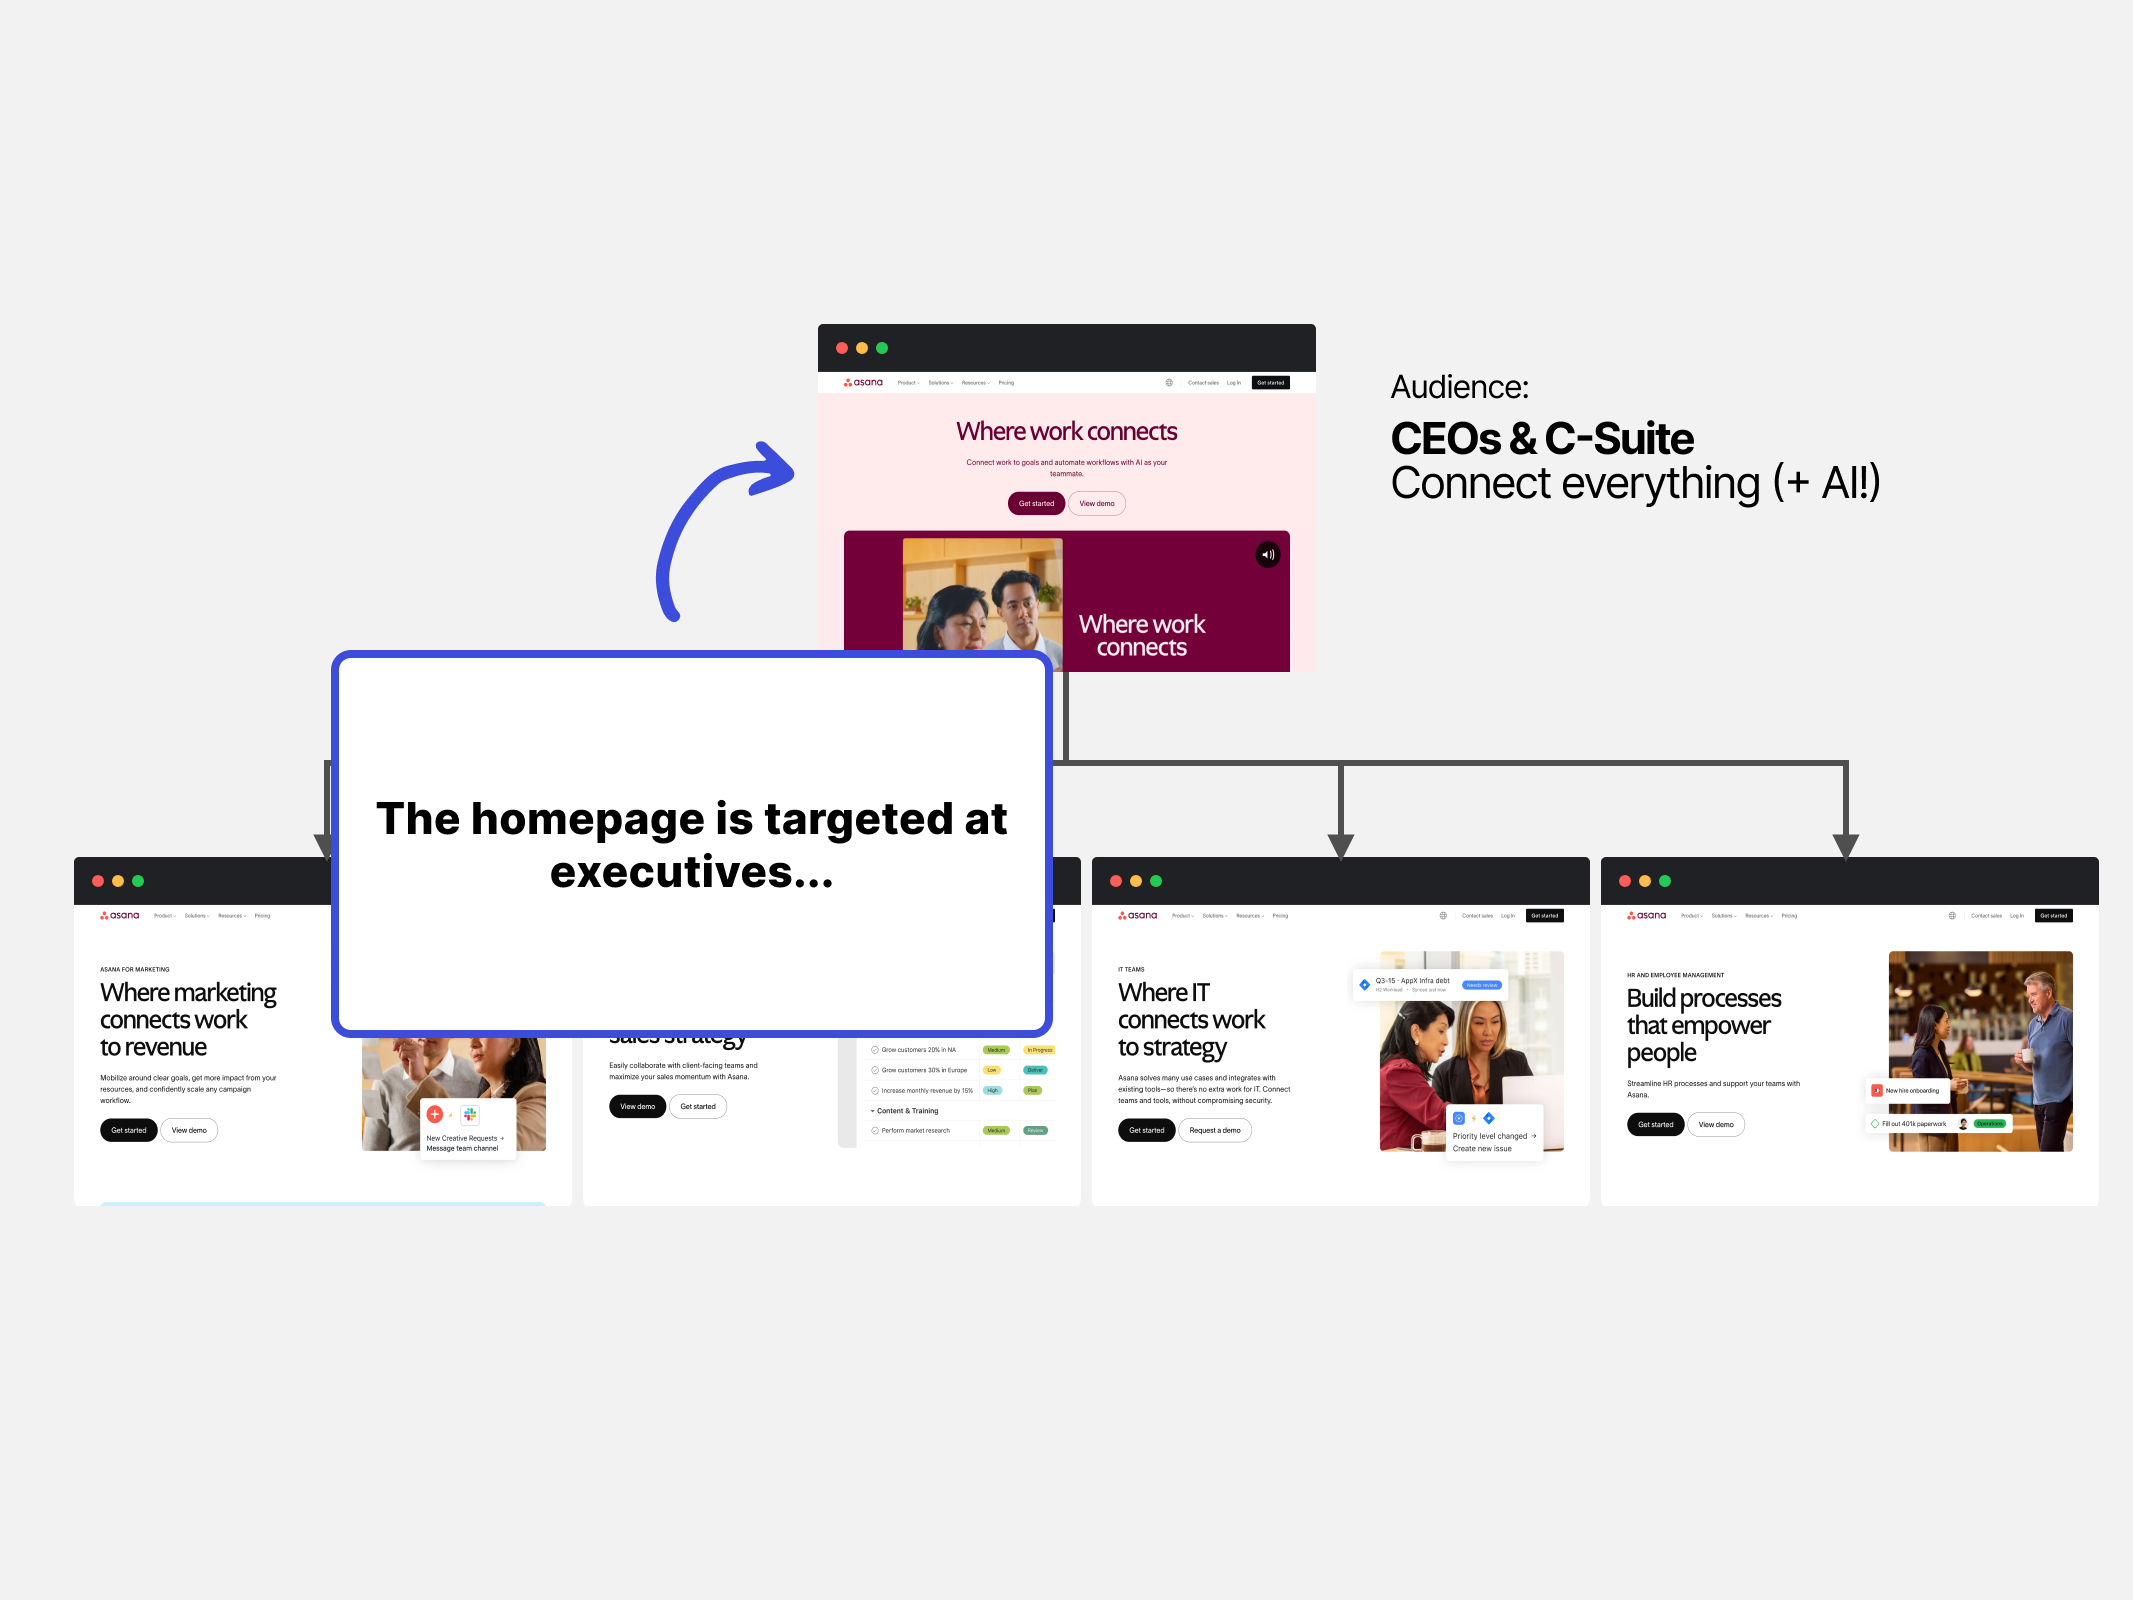 asana
Product
Solutions
Resources
Pricing
Contact sales
Log In
Get started
Where work connects
Connect work to goals and automate workflows with AI as your
teammate.
Get started
View demo
Where work
connects
Audience:
CEOs & C-Suite
Connect everything (+ AI!)
The homepage is targeted at
executives...
asana
Product
Solutions
Resources
Pricing
ASANA FOR MARKETING
Where marketing
connects work
to revenue
Mobilize around clear goals, get more impact from your
resources, and confidently scale any campaign
workflow.
Get started
View demo
New Creative Requests →
Message team channel
sales strategy
Easily collaborate with client-facing teams and
maximize your sales momentum with Asana.
View demo
Get started
Grow customers 20% in NA
Medium
In Progress
Grow customers 30% in Europe
Low
Deliver
Increase monthly revenue by 15%
High
Plan
Content & Training
Perform market research
Medium
Review
asana
Product
Solutions
Resources
Pricing
Contact sales
Log In
Get started
IT TEAMS
Where IT
connects work
to strategy
Asana solves many use cases and integrates with
existing tools—so there's no extra work for IT. Connect
teams and tools, without compromising security.
Get started
Request a demo
Q3-15 · AppX Infra debt
H2 Workload • Synced just now
Needs review
Priority level changed →
Create new issue
asana
Product
Solutions
Resources
Pricing
Contact sales
Log In
Get started
HR AND EMPLOYEE MANAGEMENT
Build processes
that empower
people
Streamline HR processes and support your teams with
Asana.
Get started
View demo
New hire onboarding
Fill out 401k paperwork
Operations